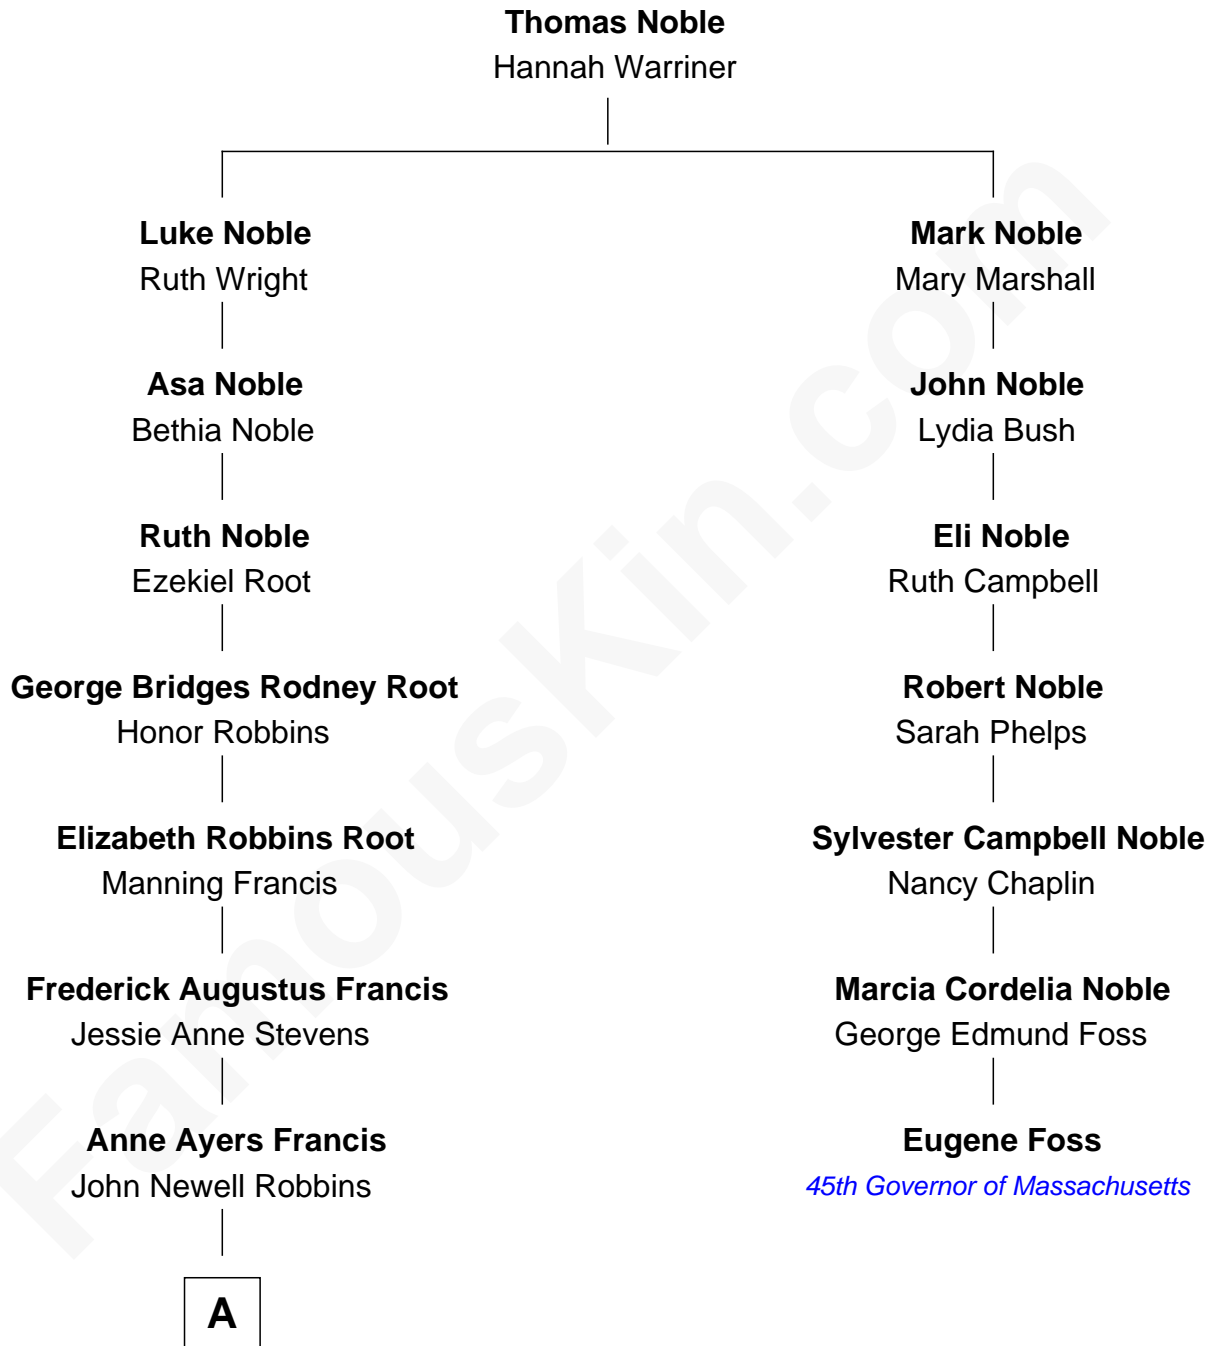 Thomas Noble
Hannah Warriner
Luke Noble
Ruth Wright
Mark Noble
Mary Marshall
Asa Noble
Bethia Noble
John Noble
Lydia Bush
Ruth Noble
Ezekiel Root
Eli Noble
Ruth Campbell
George Bridges Rodney Root
Honor Robbins
Robert Noble
Sarah Phelps
Elizabeth Robbins Root
Manning Francis
Sylvester Campbell Noble
Nancy Chaplin
Frederick Augustus Francis
Jessie Anne Stevens
Marcia Cordelia Noble
George Edmund Foss
Anne Ayers Francis
John Newell Robbins
Eugene Foss
45th Governor of Massachusetts
A
FamousKin.com